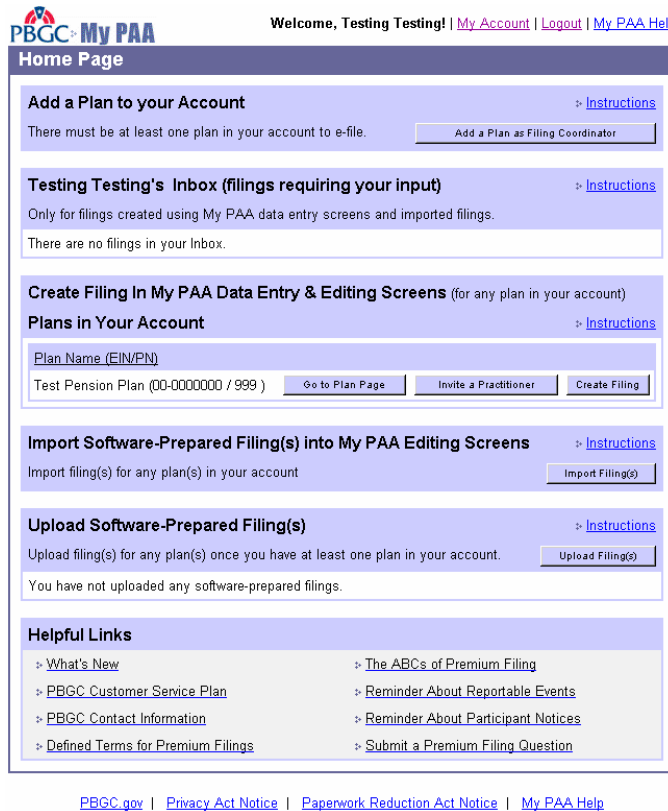 PBGC My PAA
Welcome, Testing Testing! | My Account | Logout | My PAA Hel
Home Page
Add a Plan to your Account
Instructions
There must be at least one plan in your account to e-file.
Add a Plan as Filing Coordinator
Testing Testing's Inbox (filings requiring your input)
Instructions
Only for filings created using My PAA data entry screens and imported filings.
There are no filings in your Inbox.
Create Filing In My PAA Data Entry & Editing Screens (for any plan in your account)
Plans in Your Account
Instructions
Plan Name (EIN/PN)
Test Pension Plan (00-0000000 / 999 )
Go to Plan Page
Invite a Practitioner
Create Filing
Import Software-Prepared Filing(s) into My PAA Editing Screens
Instructions
Import filing(s) for any plan(s) in your account
Import Filing(s)
Upload Software-Prepared Filing(s)
Instructions
Upload filing(s) for any plan(s) once you have at least one plan in your account.
Upload Filing(s)
You have not uploaded any software-prepared filings.
Helpful Links
What's New
The ABCs of Premium Filing
PBGC Customer Service Plan
Reminder About Reportable Events
PBGC Contact Information
Reminder About Participant Notices
Defined Terms for Premium Filings
Submit a Premium Filing Question
PBGC.gov | Privacy Act Notice | Paperwork Reduction Act Notice | My PAA Help